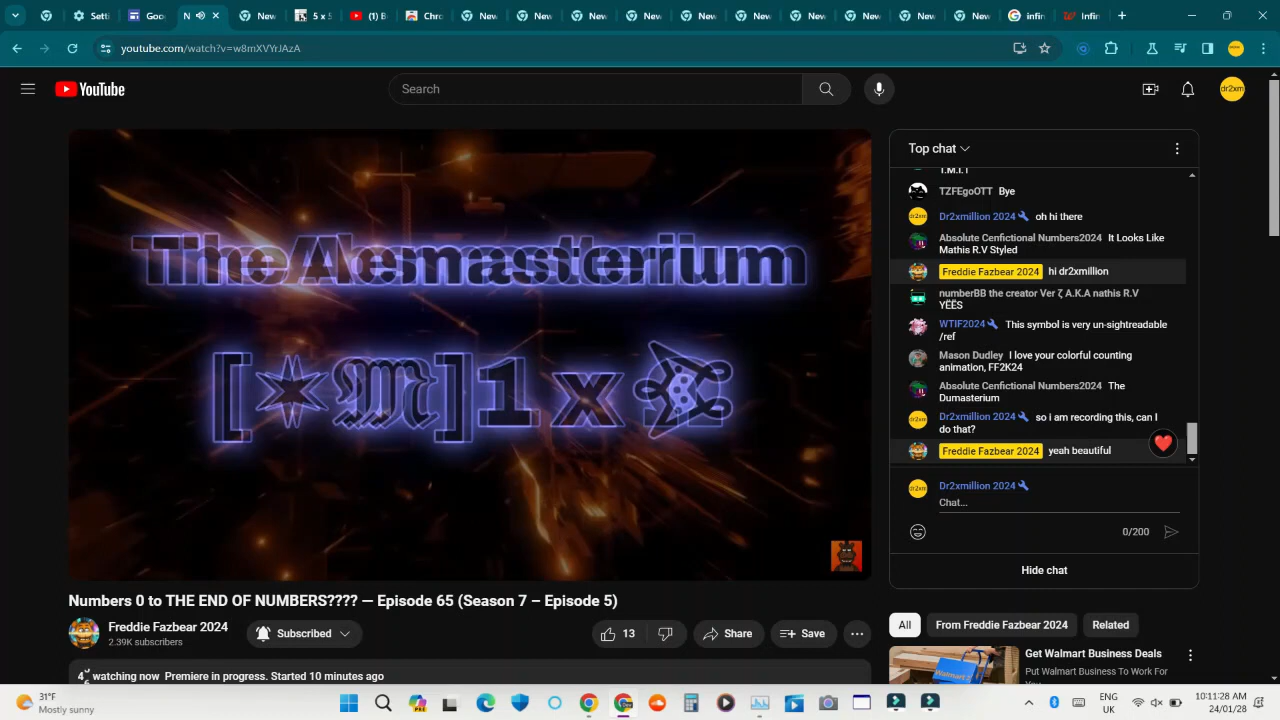 Setti
Goo
N
New
5 x 5
(1) B
Chro
New
New
New
New
New
New
New
New
New
New
infin
Infin
youtube.com/watch?v=w8mXVYrJAzA
YouTube
Search
dr2xm
The
[✴𝔐]1 x
Numbers 0 to THE END OF NUMBERS???? — Episode 65 (Season 7 – Episode 5)
Freddie Fazbear 2024
2.39K subscribers
Subscribed
13
Share
Save
watching now Premiere in progress. Started 10 minutes ago
Top chat
T.M.I.T
TZFEgoOTT Bye
Dr2xmillion 2024 oh hi there
Absolute Cenfictional Numbers2024 It Looks Like
Mathis R.V Styled
Freddie Fazbear 2024 hi dr2xmillion
numberBB the creator Ver ζ A.K.A nathis R.V
YËËS
WTIF2024 This symbol is very un-sightreadable
/ref
Mason Dudley I love your colorful counting
animation, FF2K24
Absolute Cenfictional Numbers2024 The
Dumasterium
Dr2xmillion 2024 so i am recording this, can I
do that?
Freddie Fazbear 2024 yeah beautiful
Dr2xmillion 2024
Chat...
0/200
Hide chat
All
From Freddie Fazbear 2024
Related
Get Walmart Business Deals
Put Walmart Business To Work For
You
31°F
Mostly sunny
ENG
UK
10:11:28 AM
24/01/28